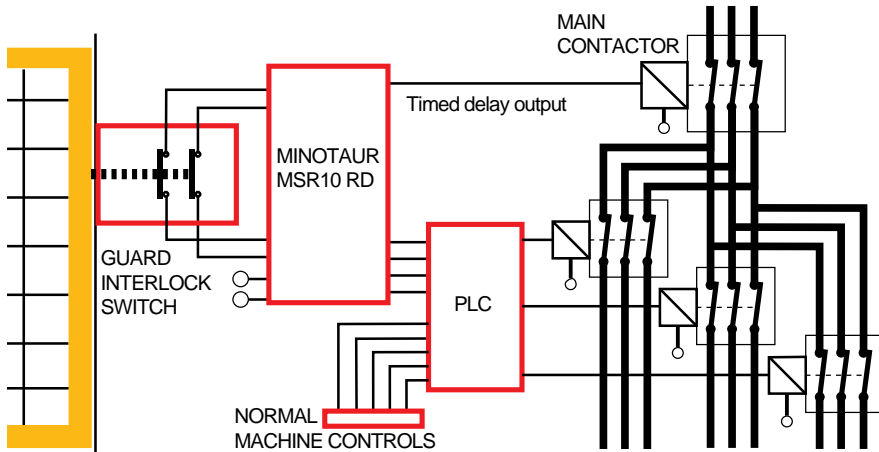 MAIN
CONTACTOR
Timed delay output
MINOTAUR
MSR10 RD
GUARD
INTERLOCK
SWITCH
PLC
NORMAL
MACHINE CONTROLS